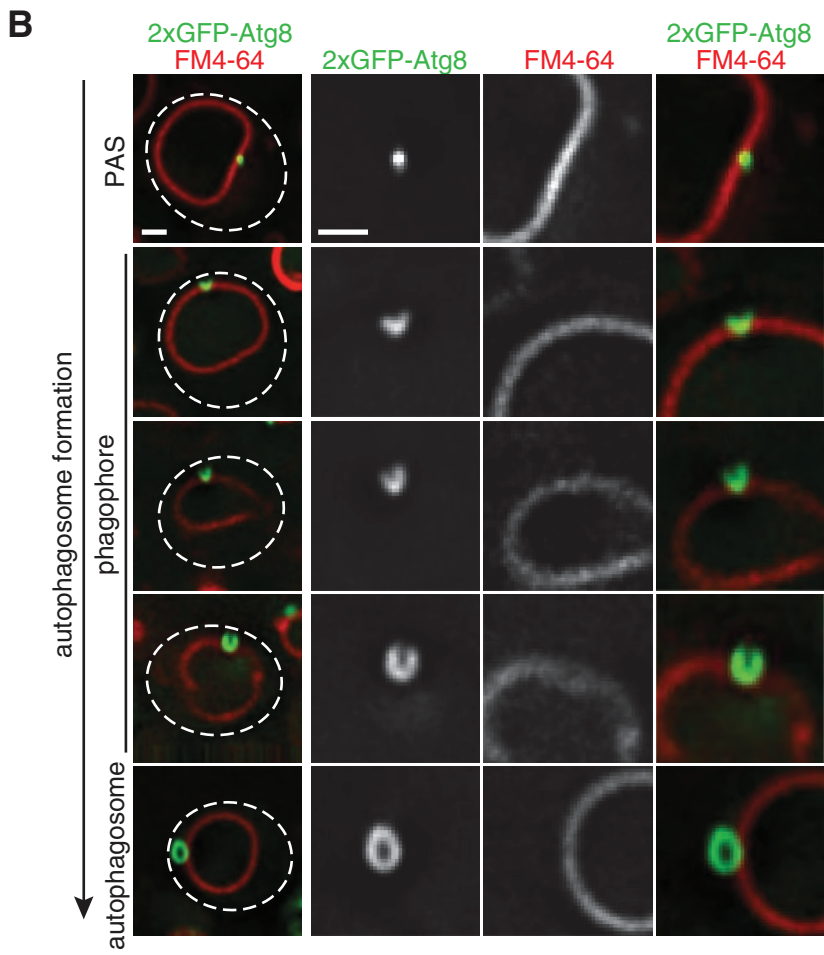 B
2xGFP-Atg8
FM4-64
2xGFP-Atg8
FM4-64
2xGFP-Atg8
FM4-64
autophagosome formation
PAS
phagophore
autophagosome